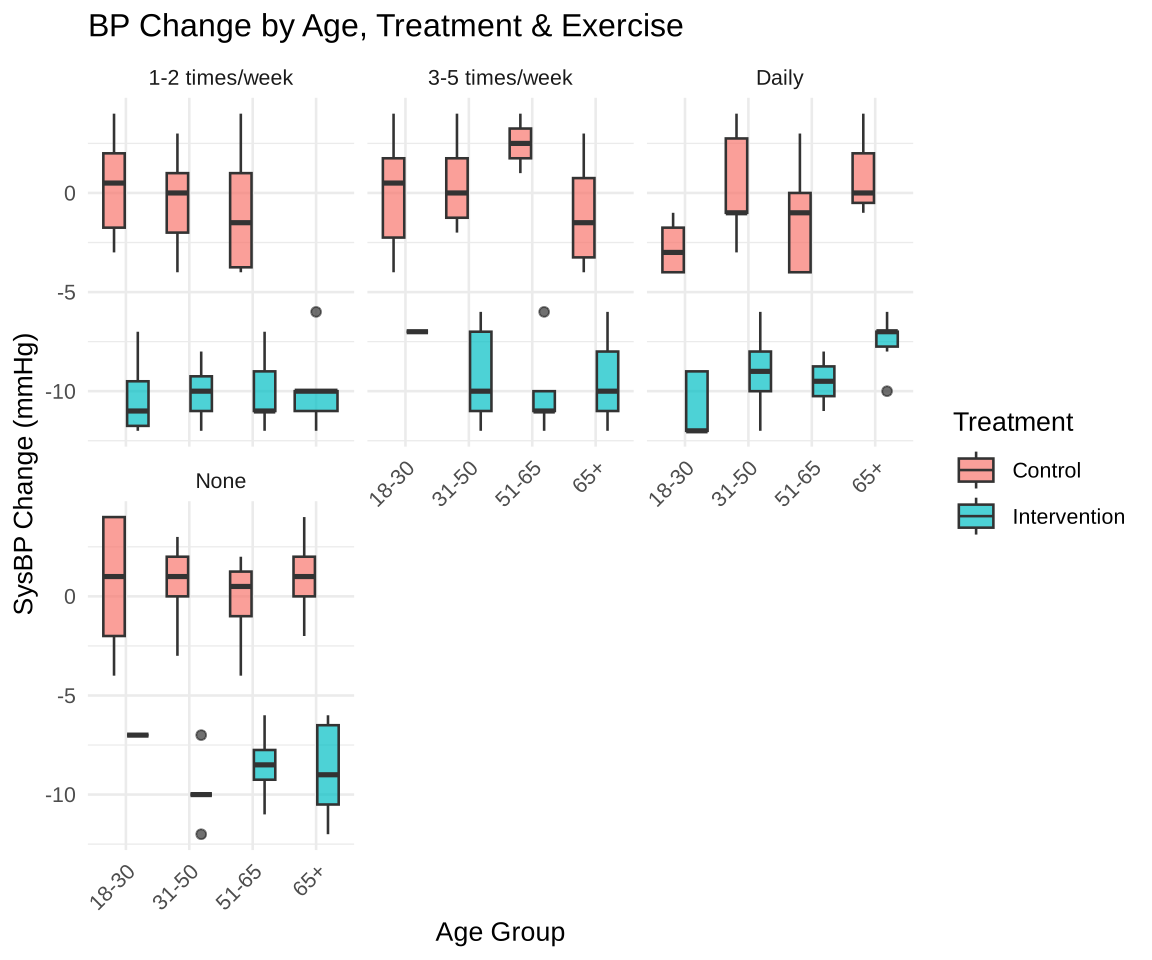 BP Change by Age, Treatment & Exercise
1-2 times/week
3-5 times/week
Daily
0
-5
-10
18-30
31-50
51-65
65+
18-30
31-50
51-65
65+
None
0
-5
-10
18-30
31-50
51-65
65+
SysBP Change (mmHg)
Age Group
Treatment
Control
Intervention